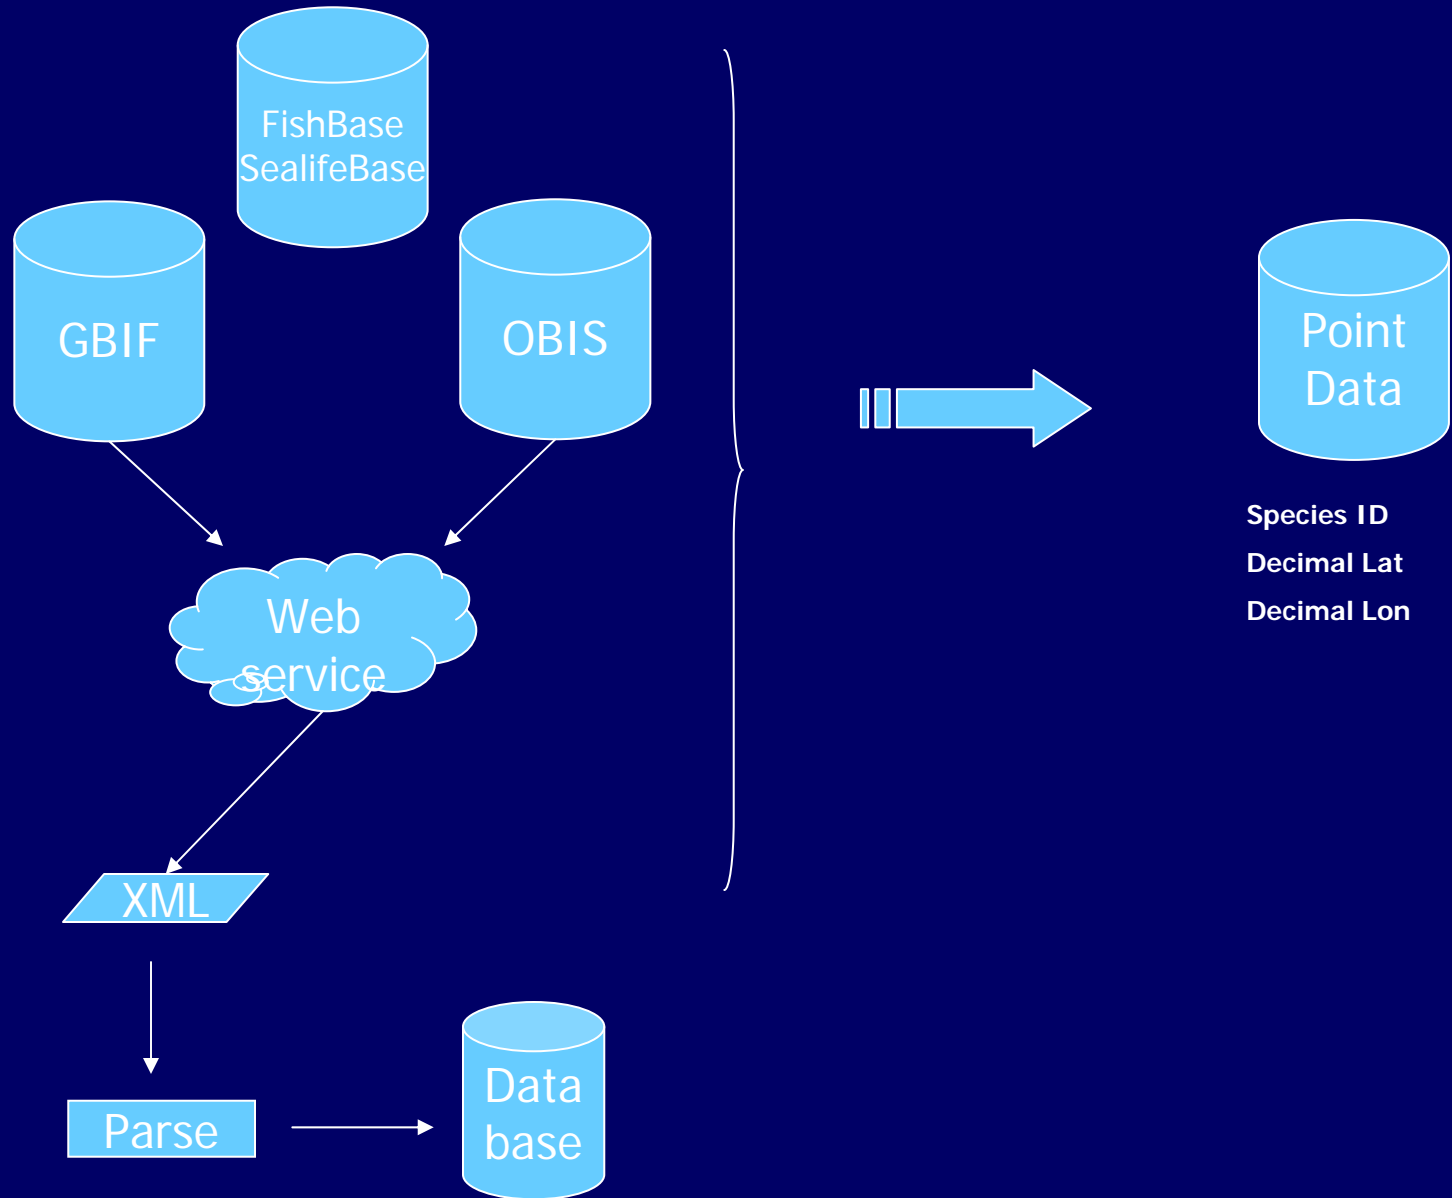 FishBase
SealifeBase
GBIF
OBIS
Point
Data
Species ID
Decimal Lat
Decimal Lon
Web
service
XML
Parse
Data
base